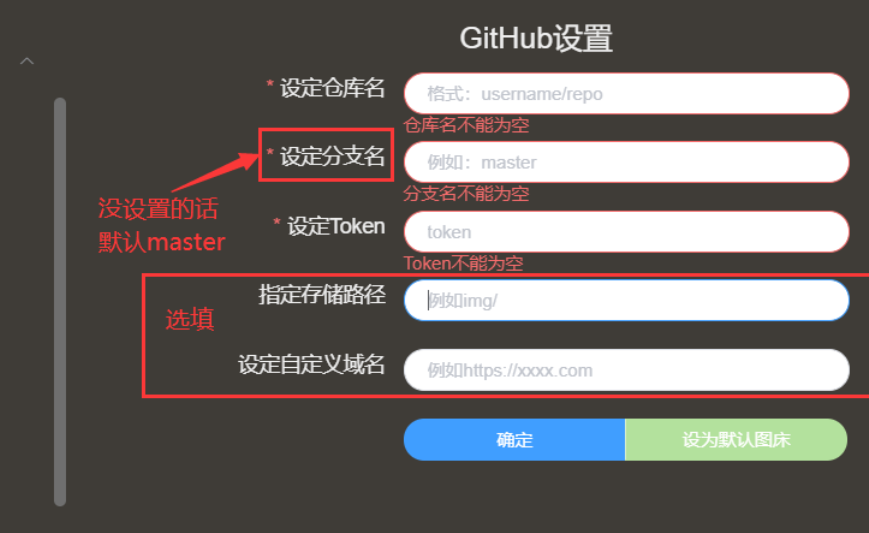 GitHub设置
* 设定仓库名
格式：username/repo
仓库名不能为空
* 设定分支名
例如：master
分支名不能为空
没设置的话
默认master
* 设定Token
token
Token不能为空
选填
指定存储路径
例如img/
设定自定义域名
例如https://xxxx.com
确定
设为默认图床